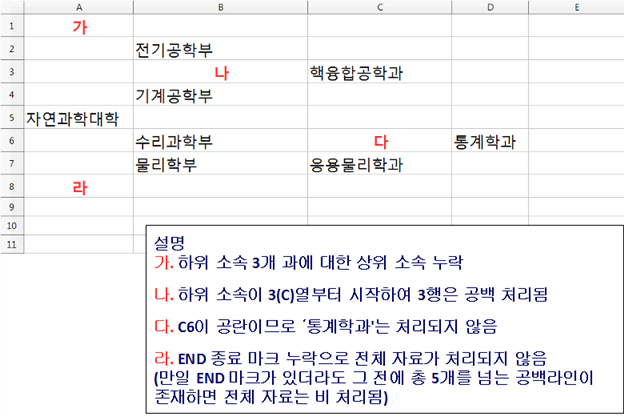 A B C D E
1 가
2 전기공학부
3 나 핵융합공학과
4 기계공학부
5 자연과학대학
6 수리과학부 다 통계학과
7 물리학부 응용물리학과
8 라
9
10
11
설명
가. 하위 소속 3개 과에 대한 상위 소속 누락
나. 하위 소속이 3(C)열부터 시작하여 3행은 공백 처리됨
다. C6이 공란이므로 ‘통계학과'는 처리되지 않음
라. END 종료 마크 누락으로 전체 자료가 처리되지 않음
(만일 END 마크가 있더라도 그 전에 총 5개를 넘는 공백라인이
존재하면 전체 자료는 비 처리됨)